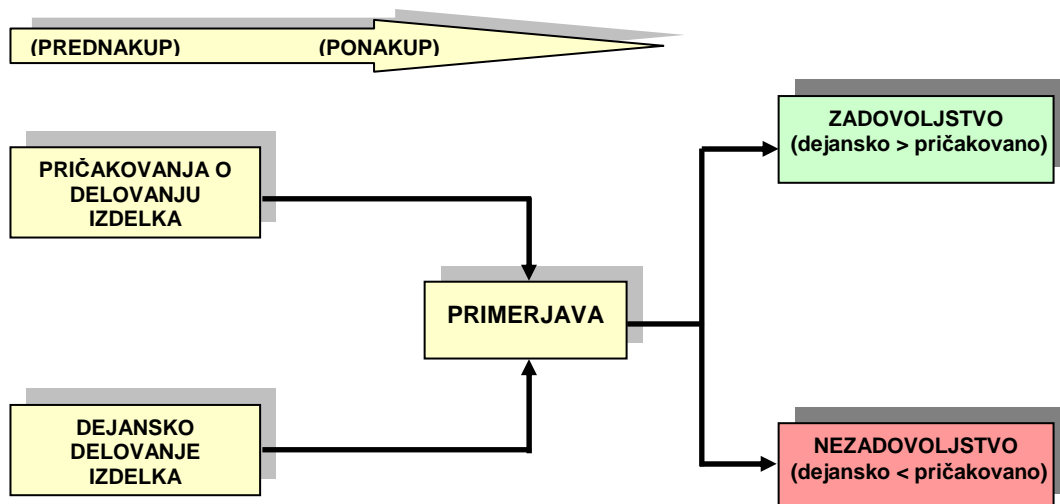 (PREDNAKUP) (PONAKUP)
PRIČAKOVANJA O
DELOVANJU
IZDELKA
DEJANSKO
DELOVANJE
IZDELKA
PRIMERJAVA
ZADOVOLJSTVO
(dejansko > pričakovano)
NEZADOVOLJSTVO
(dejansko < pričakovano)